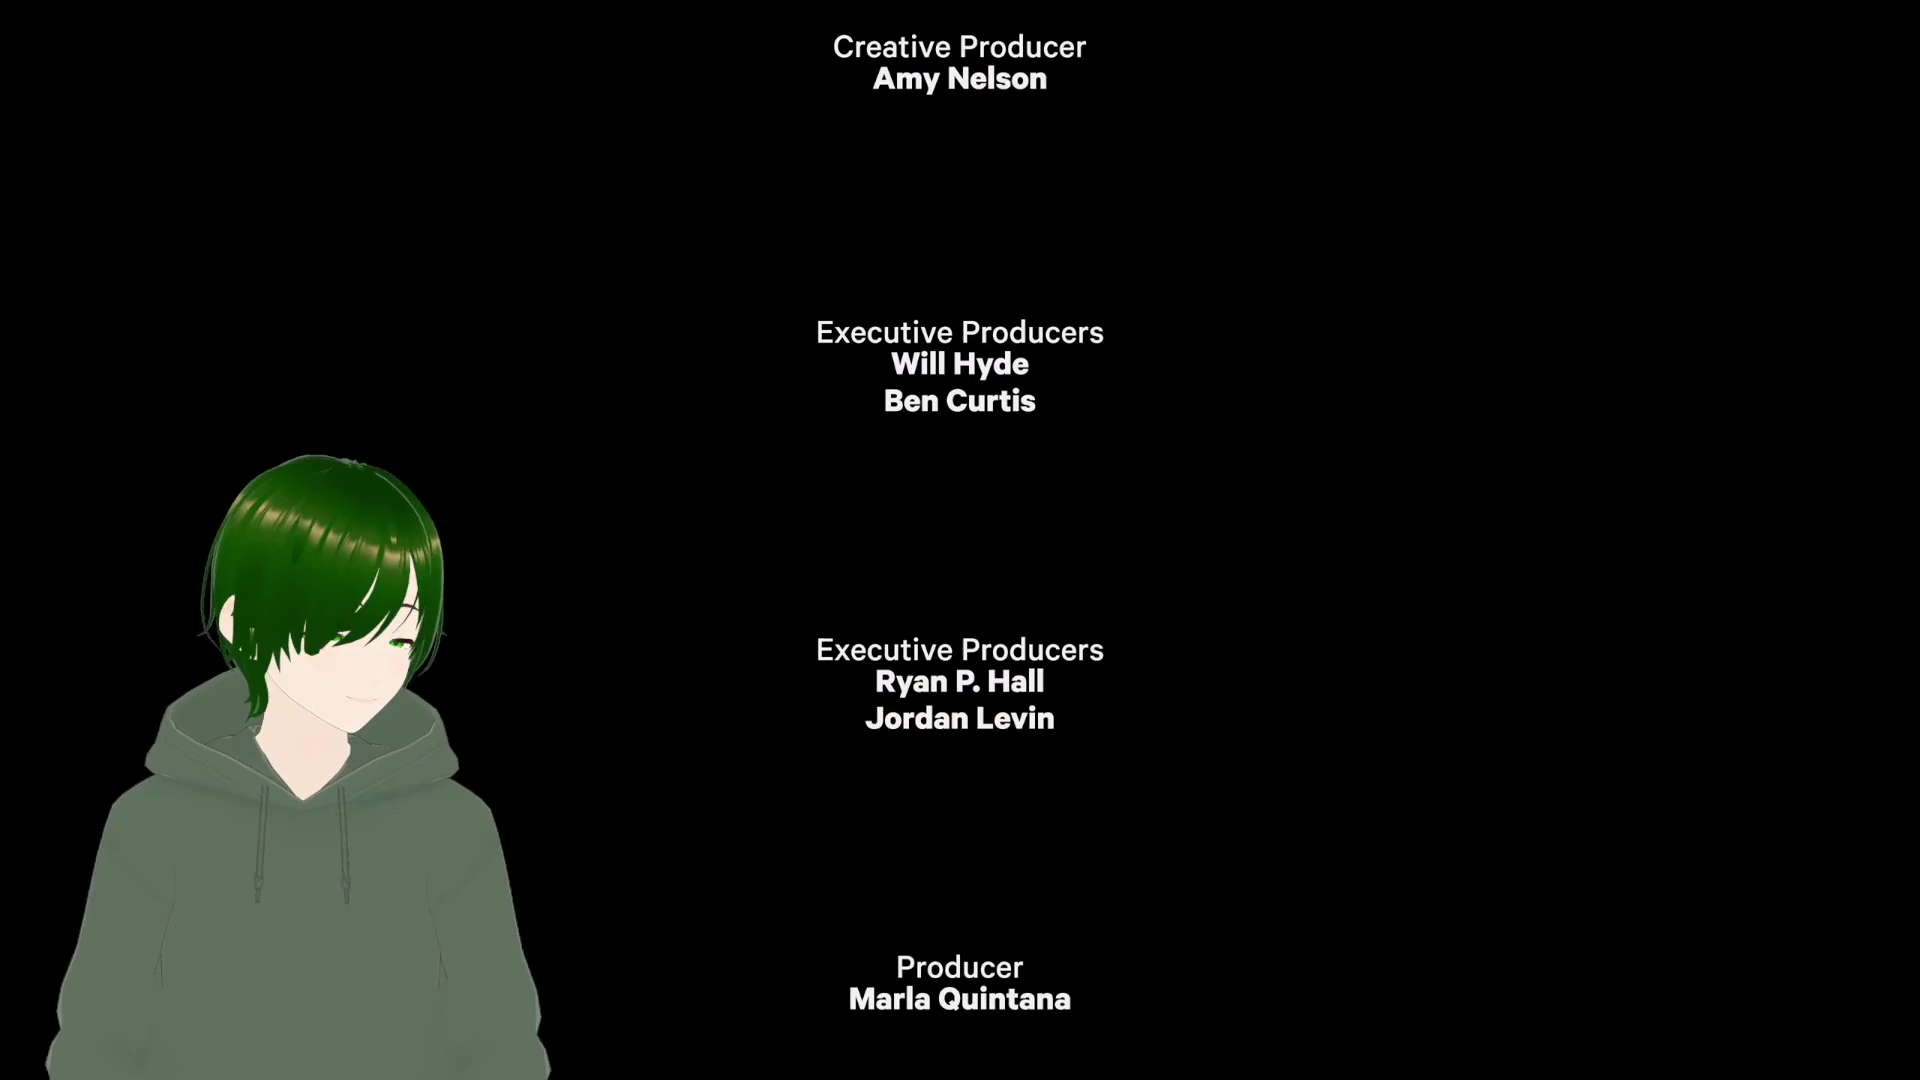 Creative Producer
Amy Nelson
Executive Producers
Will Hyde
Ben Curtis
Executive Producers
Ryan P. Hall
Jordan Levin
Producer
Marla Quintana